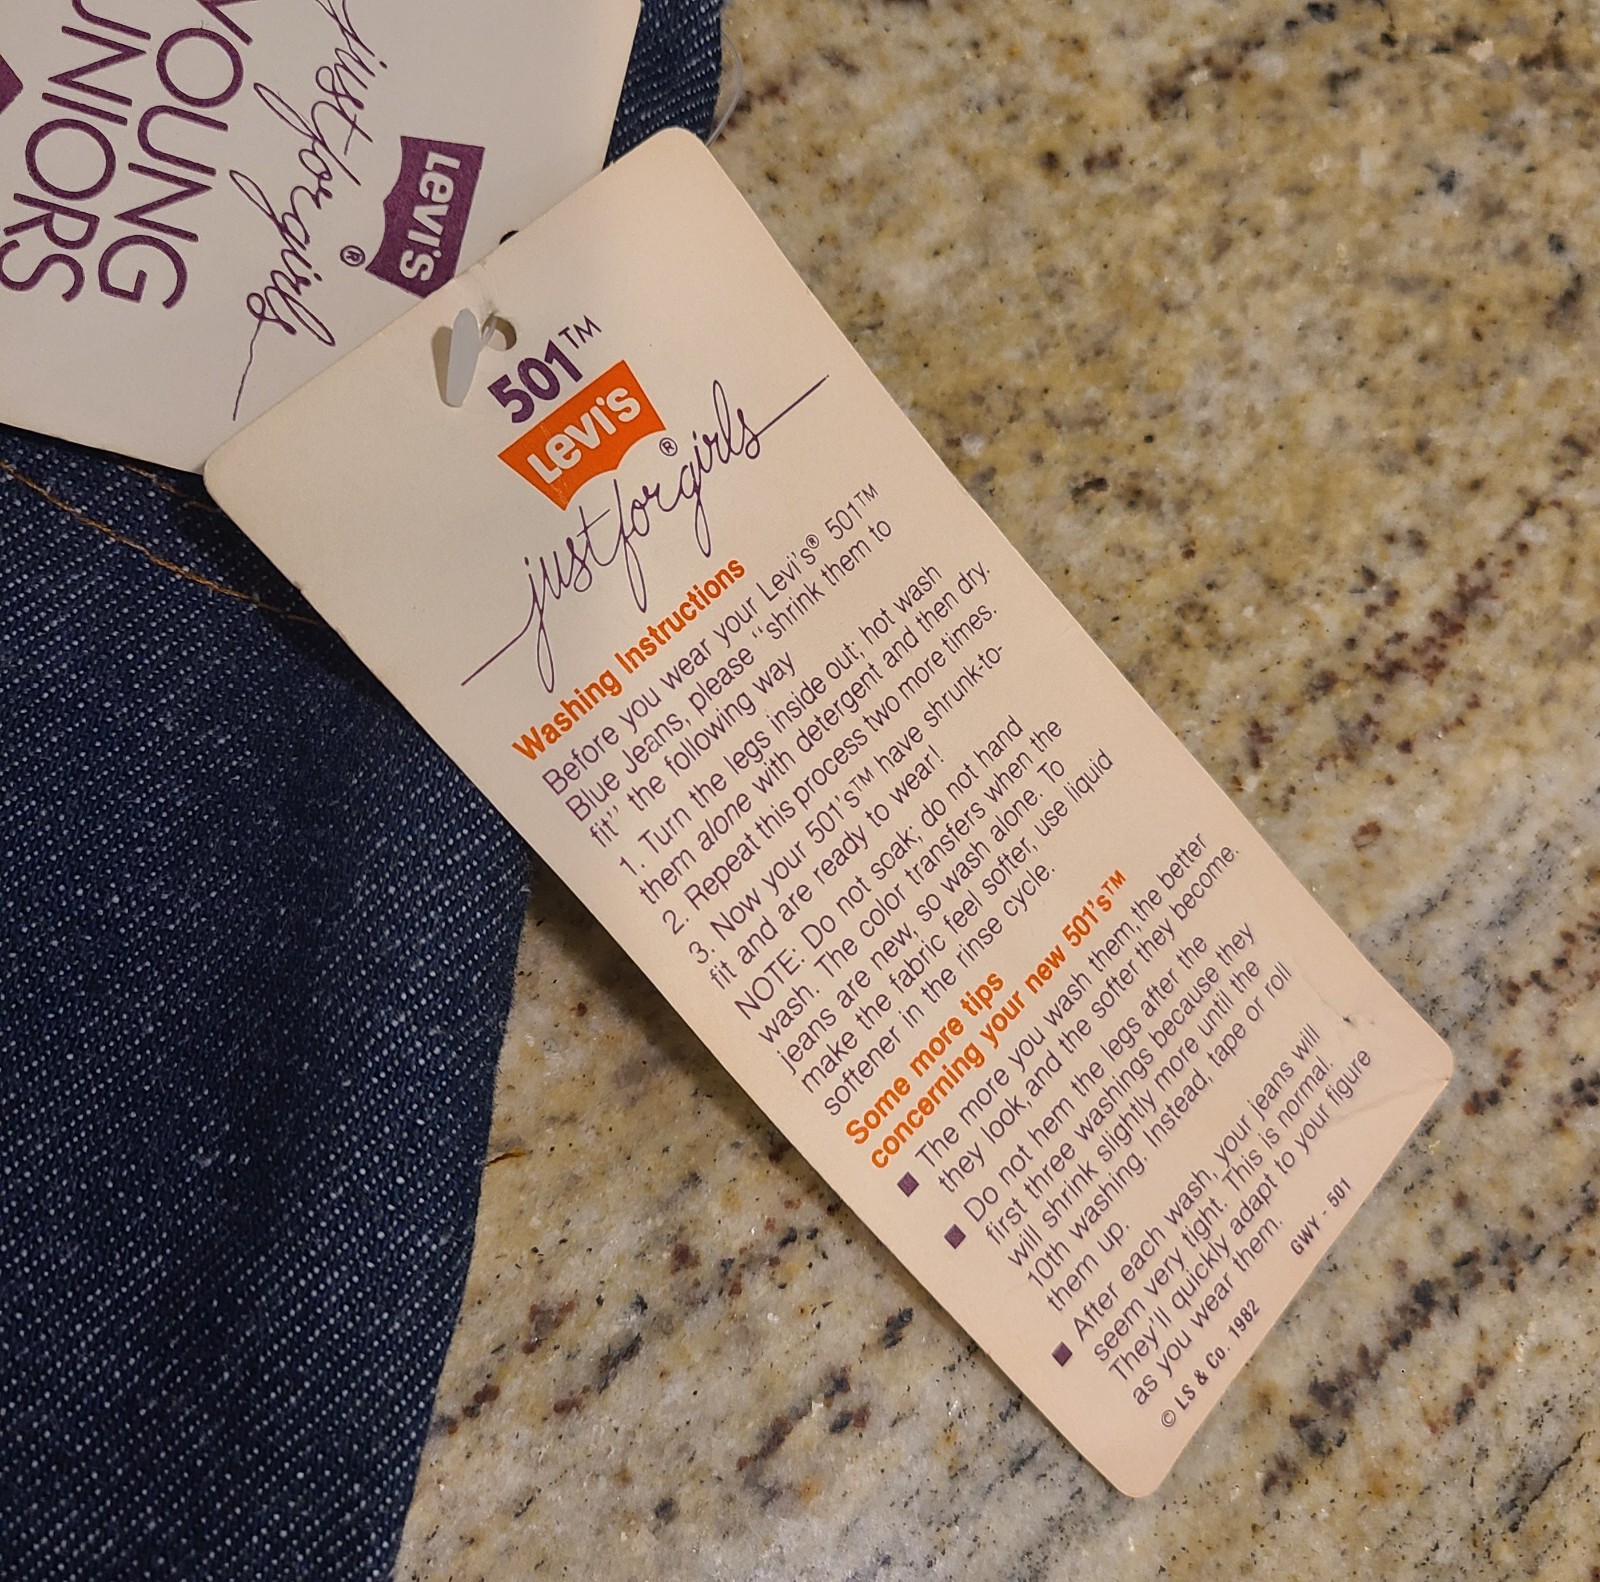 just for girls
YOUNG
UNIORS
LEVI'S
®
501™
LEVI'S
®
just for girls
Washing Instructions
Before you wear your Levi's® 501™
Blue Jeans, please "shrink them to
fit" the following way
1. Turn the legs inside out; hot wash
them alone with detergent and then dry.
2. Repeat this process two more times.
3. Now your 501's™ have shrunk-to-
fit and are ready to wear!
NOTE: Do not soak; do not hand
wash. The color transfers when the
jeans are new, so wash alone. To
make the fabric feel softer, use liquid
softener in the rinse cycle.
Some more tips
concerning your new 501's™
■ The more you wash them, the better
they look, and the softer they become.
■ Do not hem the legs after the
first three washings because they
will shrink slightly more until the
10th washing. Instead, tape or roll
them up.
■ After each wash, your jeans will
seem very tight. This is normal.
They'll quickly adapt to your figure
as you wear them.
© LS & Co. 1982 GWY - 501